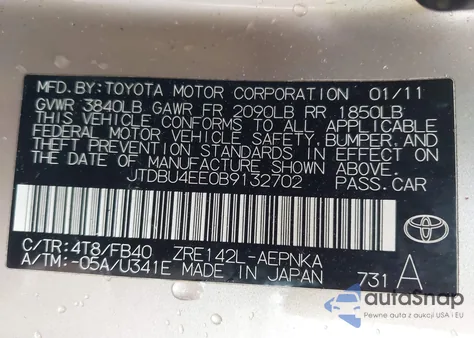 MFD. BY: TOYOTA MOTOR CORPORATION 01/11
GVWR 3840LB GAWR FR 2090LB RR 1850LB
THIS VEHICLE CONFORMS TO ALL APPLICABLE
FEDERAL MOTOR VEHICLE SAFETY, BUMPER, AND
THEFT PREVENTION STANDARDS IN EFFECT ON
THE DATE OF MANUFACTURE SHOWN ABOVE.
JTDBU4EE0B9132702 PASS. CAR
TOYOTA
C/TR: 4T8/FB40 ZRE142L-AEPNKA
A/TM: -05A/U341E MADE IN JAPAN 731 A
autoSnap
Pewne auta z aukcji USA i EU